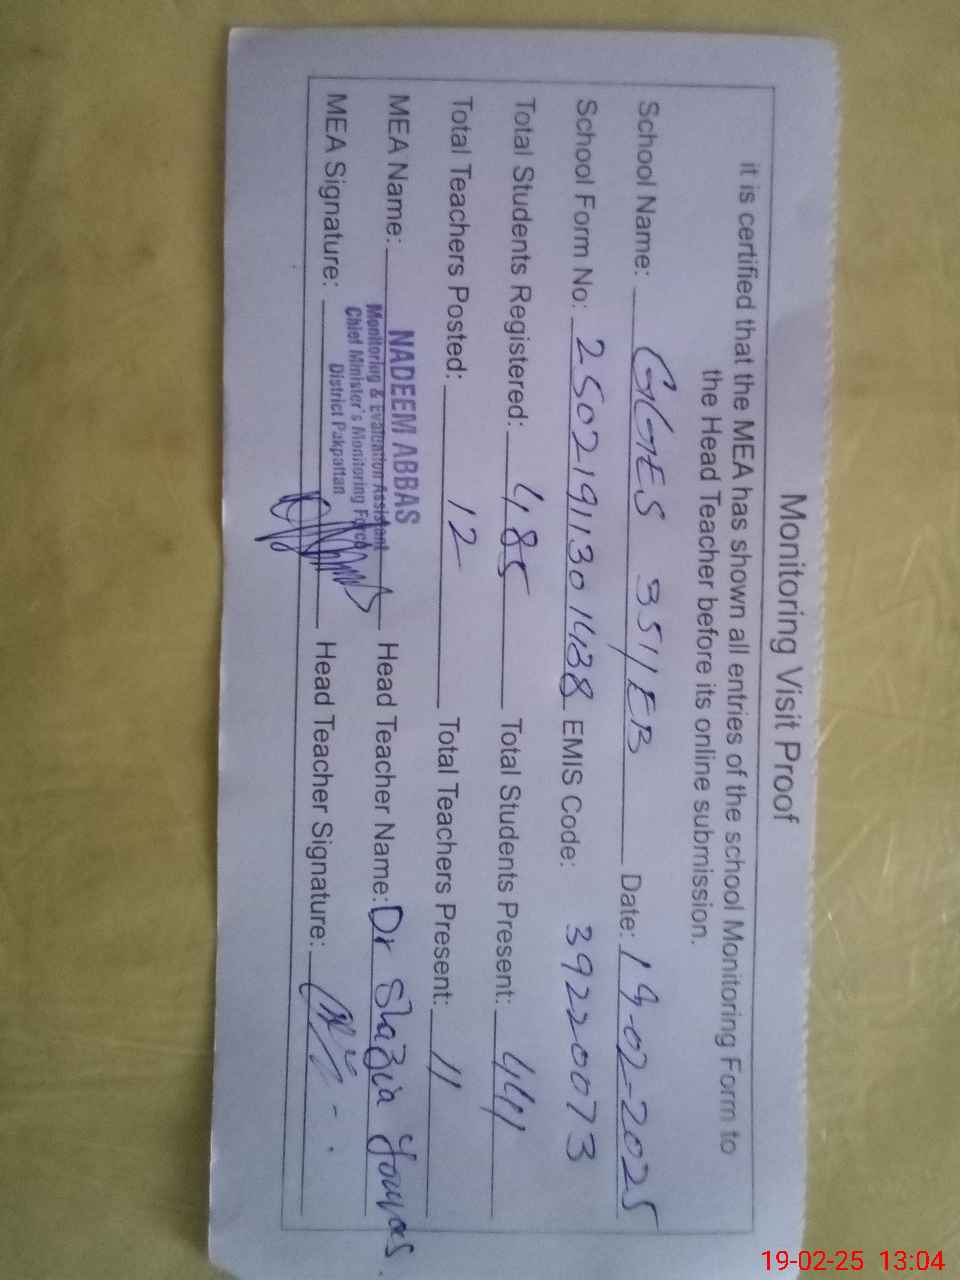 Monitoring Visit Proof
it is certified that the MEA has shown all entries of the school Monitoring Form to
the Head Teacher before its online submission.
School Name: GGES 35/EB Date: 19-02-2025
School Form No: 25021911301438 EMIS Code: 39220073
Total Students Registered: 485 Total Students Present: 441
Total Teachers Posted: 12 Total Teachers Present: 11
MEA Name: NADEEM ABBAS Head Teacher Name: Dr Shazia Younas.
Monitoring & Evaluation Assistant
Chief Minister's Monitoring Force
District Pakpattan
MEA Signature: Head Teacher Signature:
19-02-25 13:04